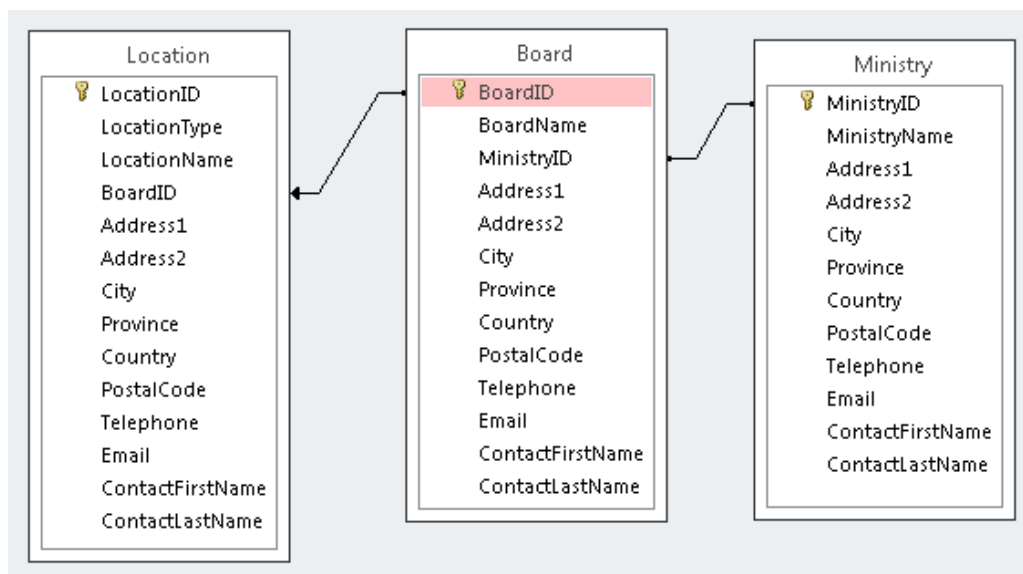 Location
LocationID
LocationType
LocationName
BoardID
Address1
Address2
City
Province
Country
PostalCode
Telephone
Email
ContactFirstName
ContactLastName
Board
BoardID
BoardName
MinistryID
Address1
Address2
City
Province
Country
PostalCode
Telephone
Email
ContactFirstName
ContactLastName
Ministry
MinistryID
MinistryName
Address1
Address2
City
Province
Country
PostalCode
Telephone
Email
ContactFirstName
ContactLastName